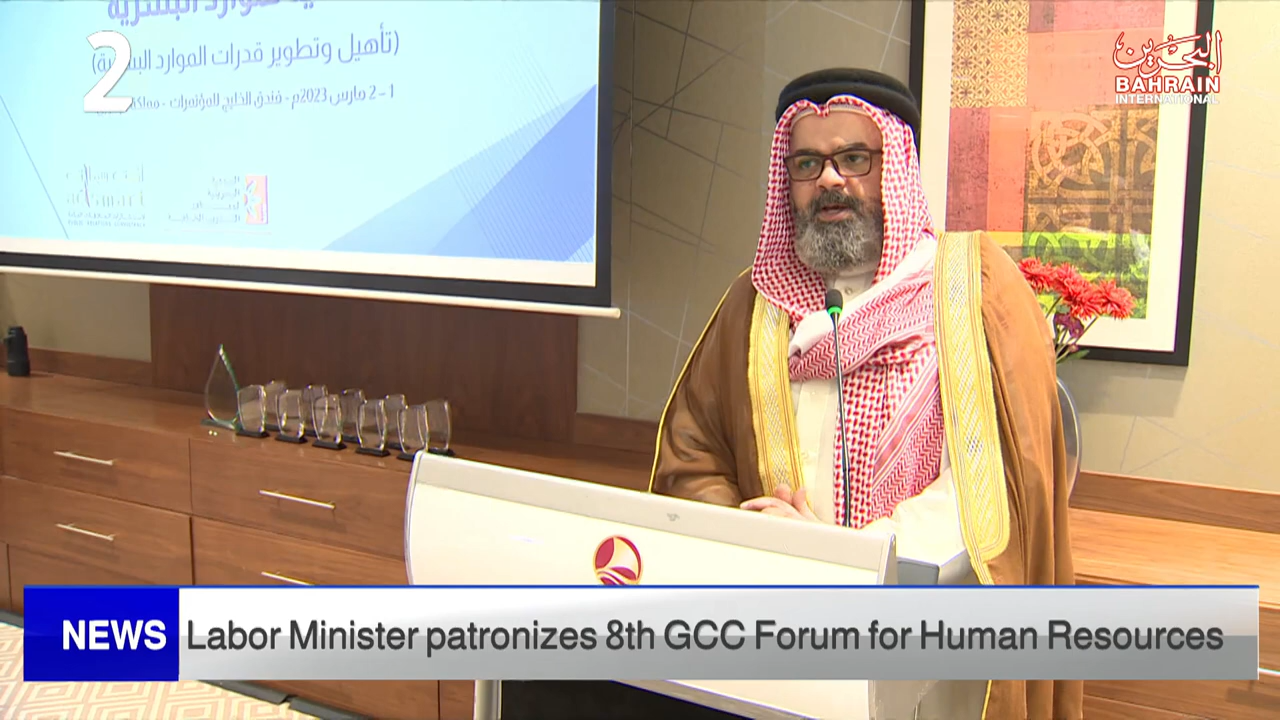 للموارد البشرية
(تأهيل وتطوير قدرات الموارد
1 – 2 مارس 2023م - فندق الخليج للمؤتمرات -
2
البحرين
BAHRAIN
INTERNATIONAL
NEWS
Labor Minister patronizes 8th GCC Forum for Human Resources